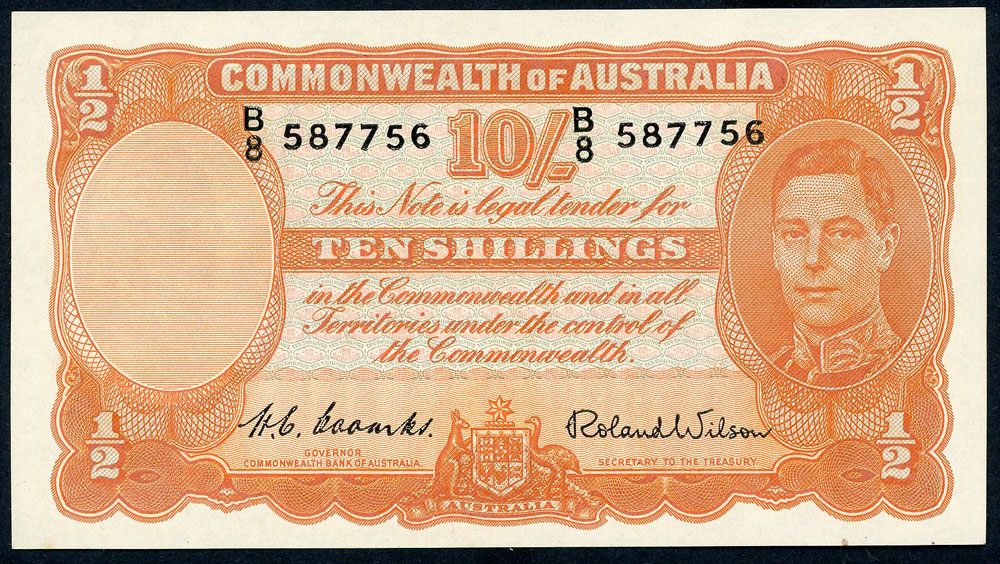 COMMONWEALTH OF AUSTRALIA
1/2
1/2
B/8 587756
10/-
B/8 587756
This Note is legal tender for
TEN SHILLINGS
in the Commonwealth and in all
Territories under the control of
the Commonwealth.
H.C. Coombs.
Roland Wilson
GOVERNOR
COMMONWEALTH BANK OF AUSTRALIA.
SECRETARY TO THE TREASURY.
1/2
1/2
AUSTRALIA